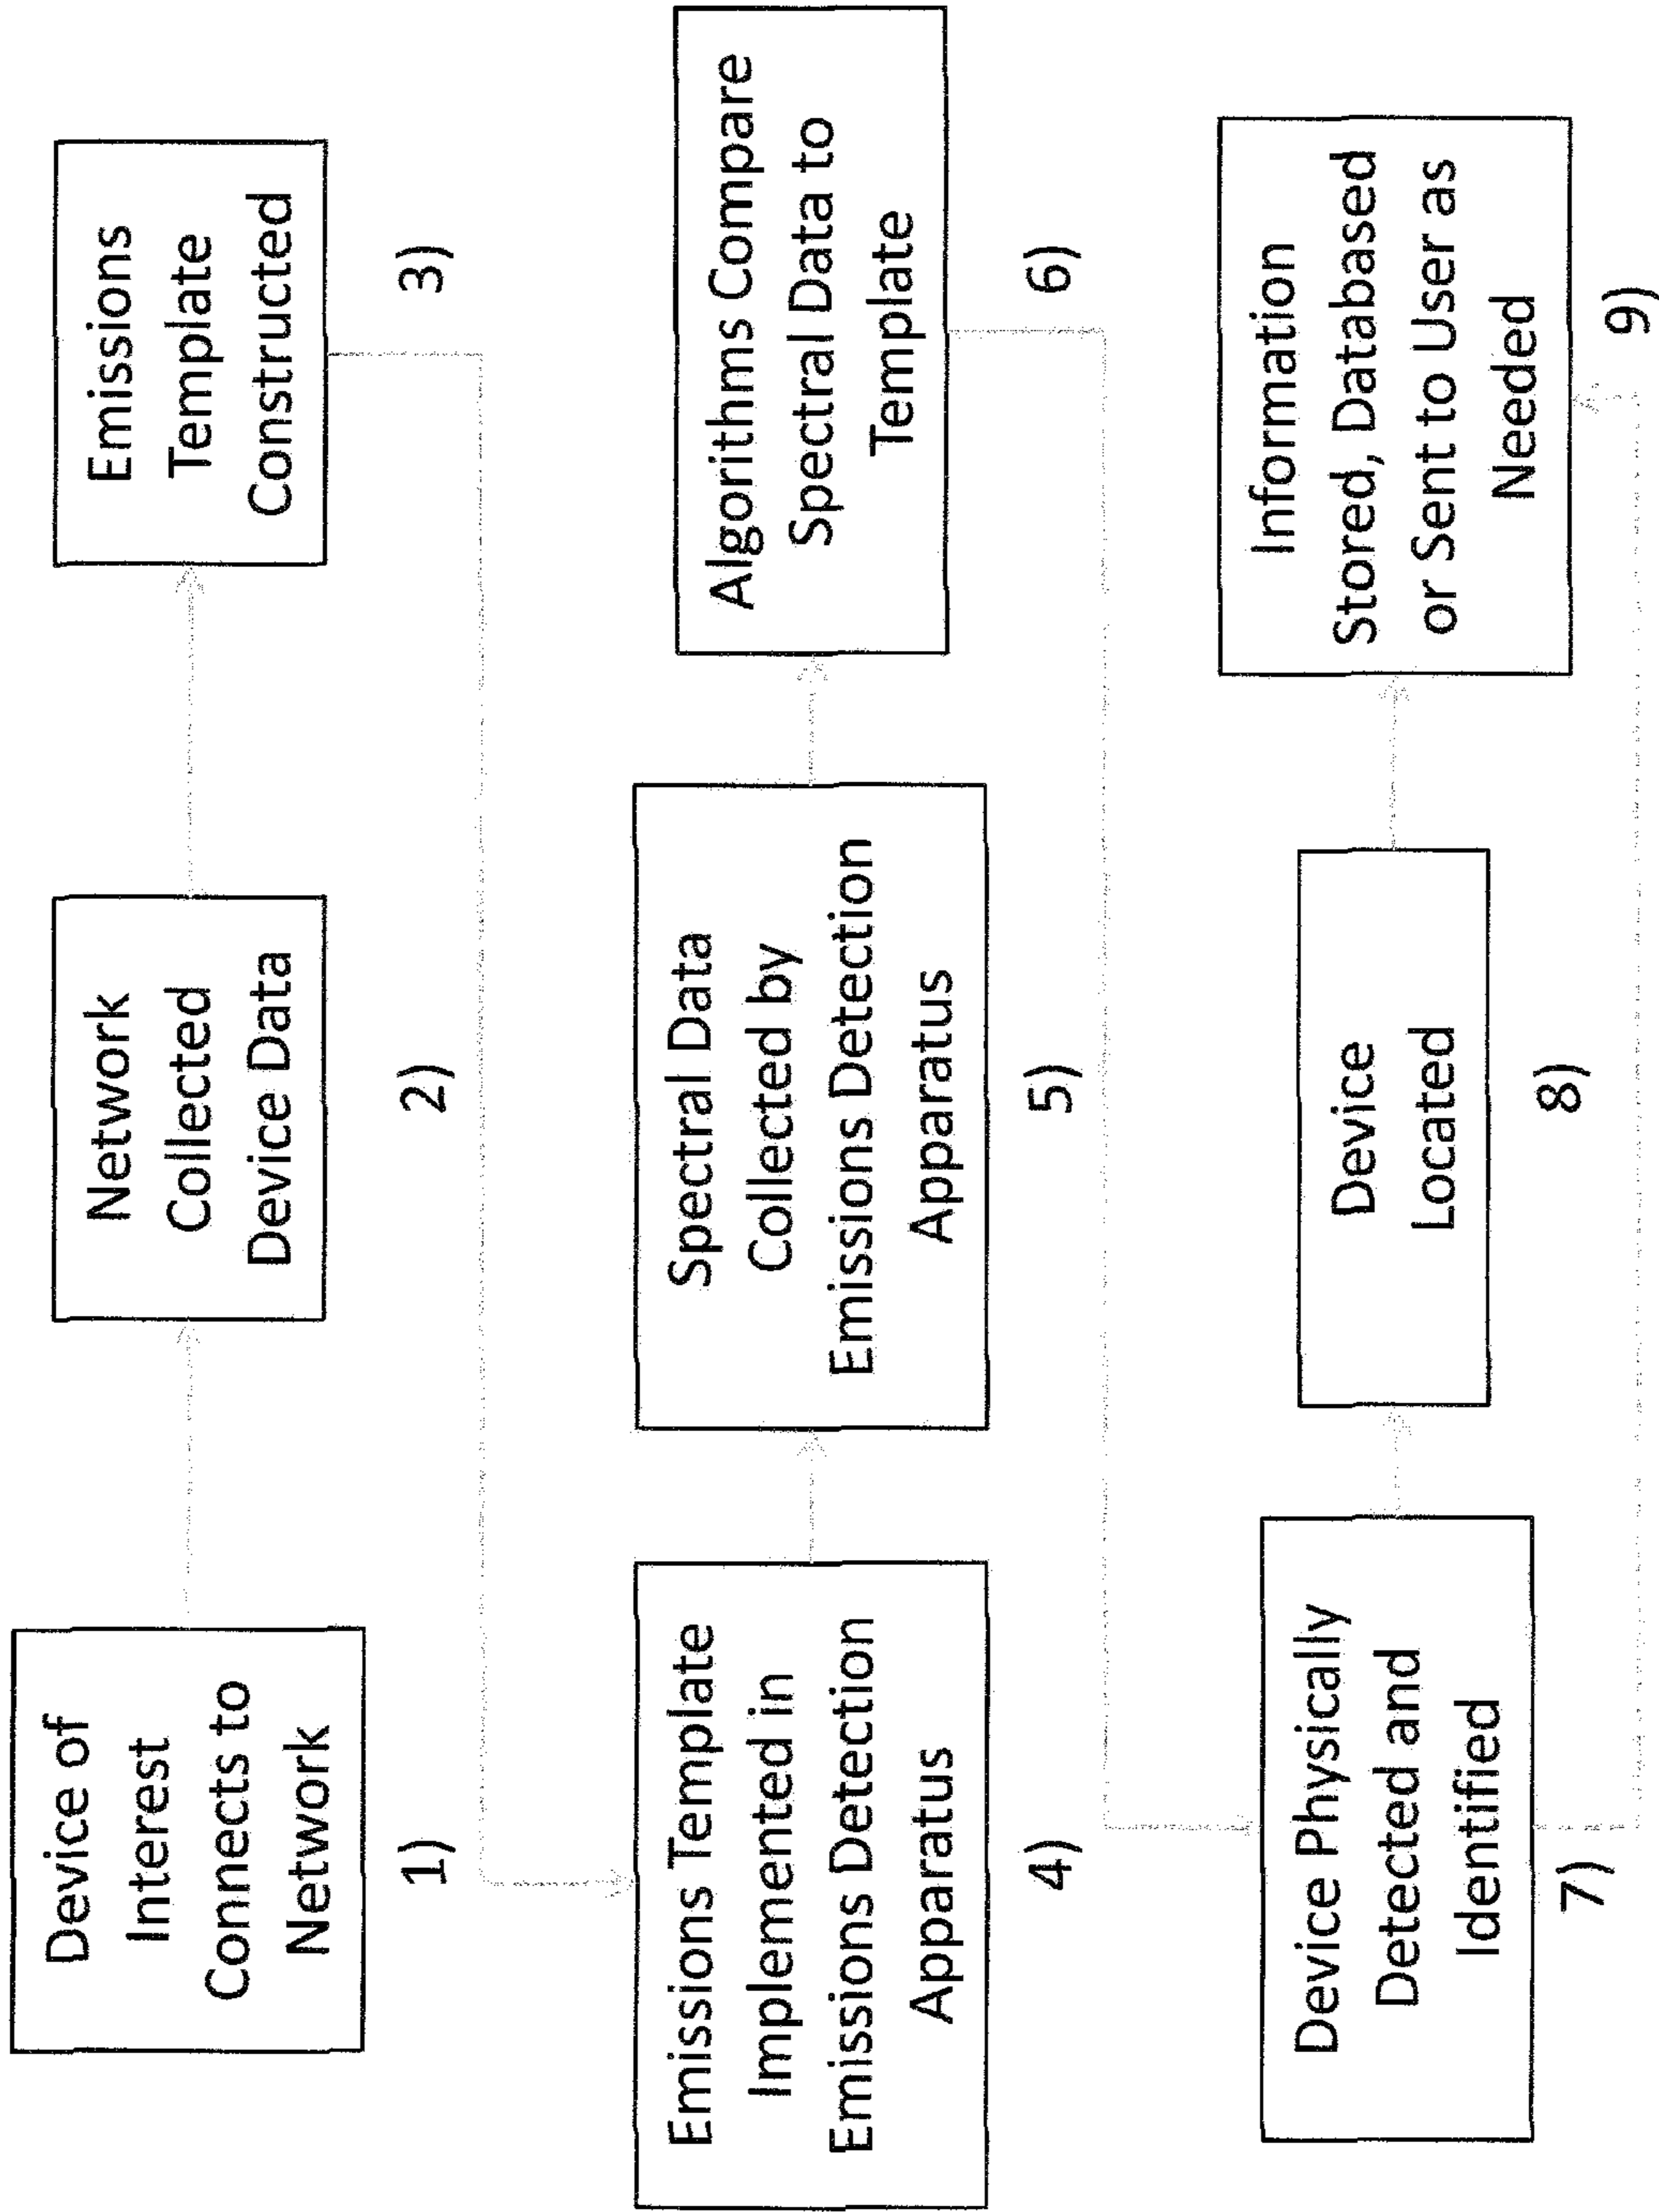 Device of
Interest
Connects to
Network
1)
Network
Collected
Device Data
2)
Emissions
Template
Constructed
3)
Emissions Template
Implemented in
Emissions Detection
Apparatus
4)
Spectral Data
Collected by
Emissions Detection
Apparatus
5)
Algorithms Compare
Spectral Data to
Template
6)
Device Physically
Detected and
Identified
7)
Device
Located
8)
Information
Stored, Databased
or Sent to User as
Needed
9)